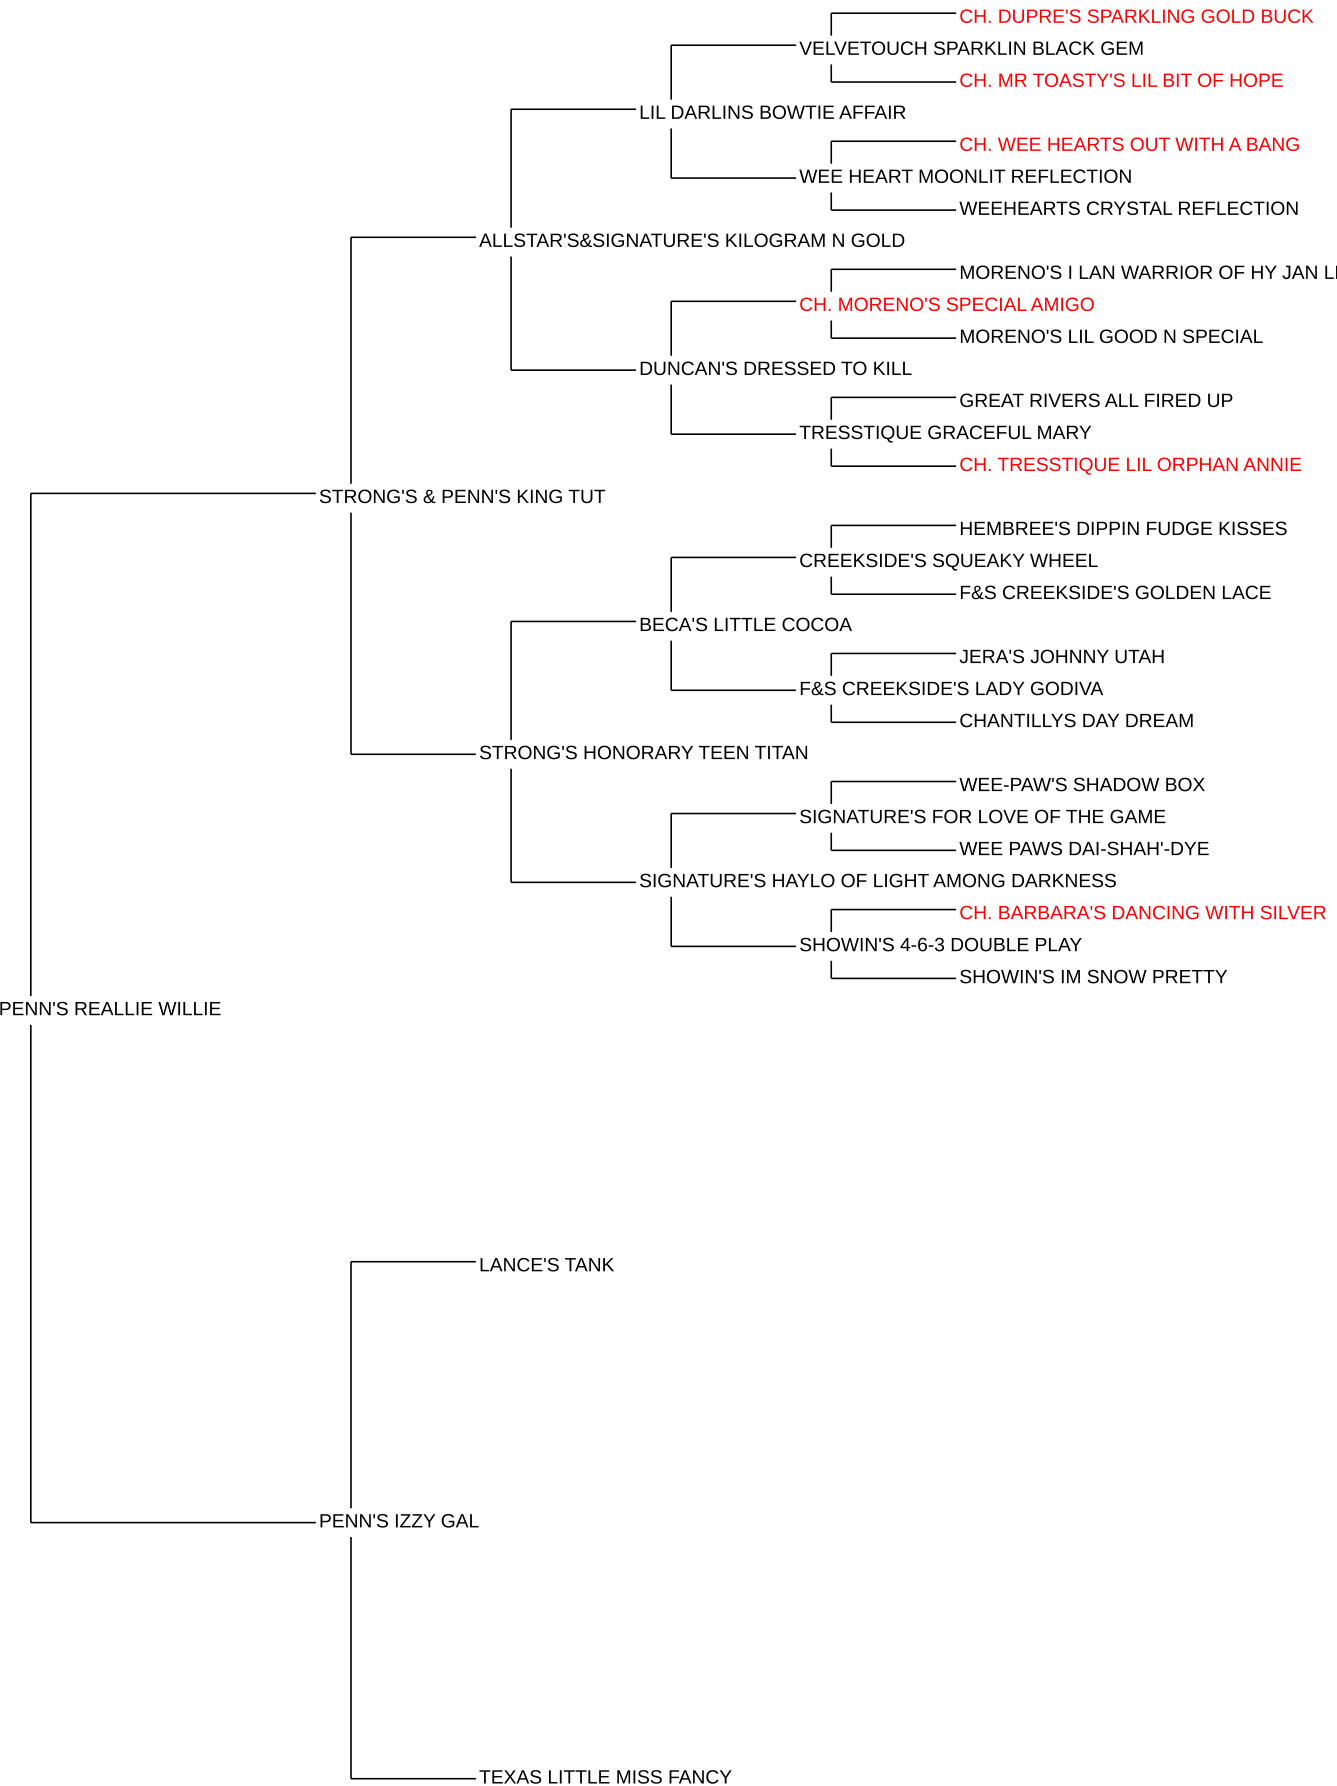 CH. DUPRE'S SPARKLING GOLD BUCK
VELVETOUCH SPARKLIN BLACK GEM
CH. MR TOASTY'S LIL BIT OF HOPE
LIL DARLINS BOWTIE AFFAIR
CH. WEE HEARTS OUT WITH A BANG
WEE HEART MOONLIT REFLECTION
WEEHEARTS CRYSTAL REFLECTION
ALLSTAR'S&SIGNATURE'S KILOGRAM N GOLD
MORENO'S I LAN WARRIOR OF HY JAN
CH. MORENO'S SPECIAL AMIGO
MORENO'S LIL GOOD N SPECIAL
DUNCAN'S DRESSED TO KILL
GREAT RIVERS ALL FIRED UP
TRESSTIQUE GRACEFUL MARY
CH. TRESSTIQUE LIL ORPHAN ANNIE
STRONG'S & PENN'S KING TUT
HEMBREE'S DIPPIN FUDGE KISSES
CREEKSIDE'S SQUEAKY WHEEL
F&S CREEKSIDE'S GOLDEN LACE
BECA'S LITTLE COCOA
JERA'S JOHNNY UTAH
F&S CREEKSIDE'S LADY GODIVA
CHANTILLYS DAY DREAM
STRONG'S HONORARY TEEN TITAN
WEE-PAW'S SHADOW BOX
SIGNATURE'S FOR LOVE OF THE GAME
WEE PAWS DAI-SHAH'-DYE
SIGNATURE'S HAYLO OF LIGHT AMONG DARKNESS
CH. BARBARA'S DANCING WITH SILVER
SHOWIN'S 4-6-3 DOUBLE PLAY
SHOWIN'S IM SNOW PRETTY
PENN'S REALLIE WILLIE
LANCE'S TANK
PENN'S IZZY GAL
TEXAS LITTLE MISS FANCY